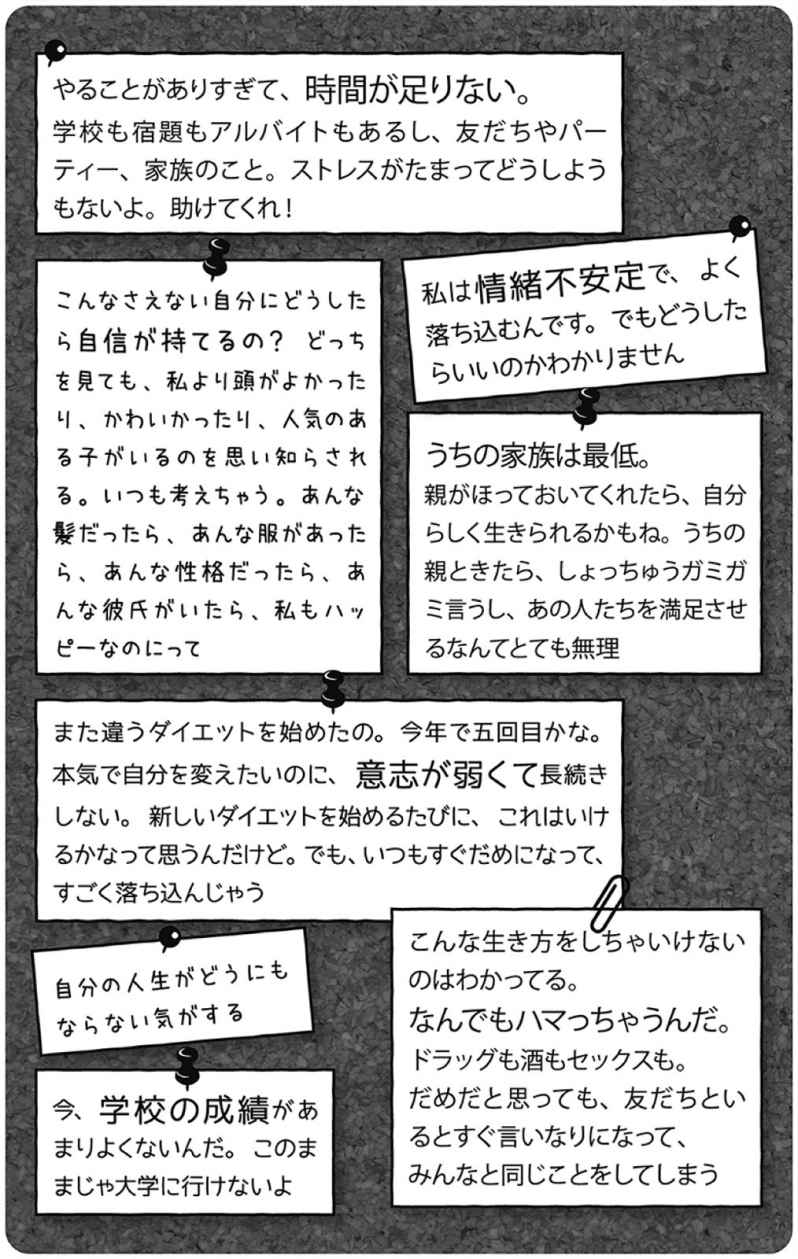 やることがありすぎて、時間が足りない。
学校も宿題もアルバイトもあるし、友だちやパー
ティー、家族のこと。ストレスがたまってどうしよう
もないよ。助けてくれ！
こんなさえない自分にどうした
ら自信が持てるの？ どっち
を見ても、私より頭がよかった
り、かわいかったり、人気のあ
る子がいるのを思い知らされ
る。いつも考えちゃう。あんな
髪だったら、あんな服があった
ら、あんな性格だったら、あ
んな彼氏がいたら、私もハッ
ピーなのにって
私は情緒不安定で、よく
落ち込むんです。でもどうした
らいいのかわかりません
うちの家族は最低。
親がほっておいてくれたら、自分
らしく生きられるかもね。うちの
親ときたら、しょっちゅうガミガ
ミ言うし、あの人たちを満足させ
るなんてとても無理
また違うダイエットを始めたの。今年で五回目かな。
本気で自分を変えたいのに、意志が弱くて長続き
しない。新しいダイエットを始めるたびに、これはいけ
るかなって思うんだけど。でも、いつもすぐだめになって、
すごく落ち込んじゃう
自分の人生がどうにも
ならない気がする
今、学校の成績があ
まりよくないんだ。このま
まじゃ大学に行けないよ
こんな生き方をしちゃいけない
のはわかってる。
なんでもハマっちゃうんだ。
ドラッグも酒もセックスも。
だめだと思っても、友だちとい
るとすぐ言いなりになって、
みんなと同じことをしてしまう